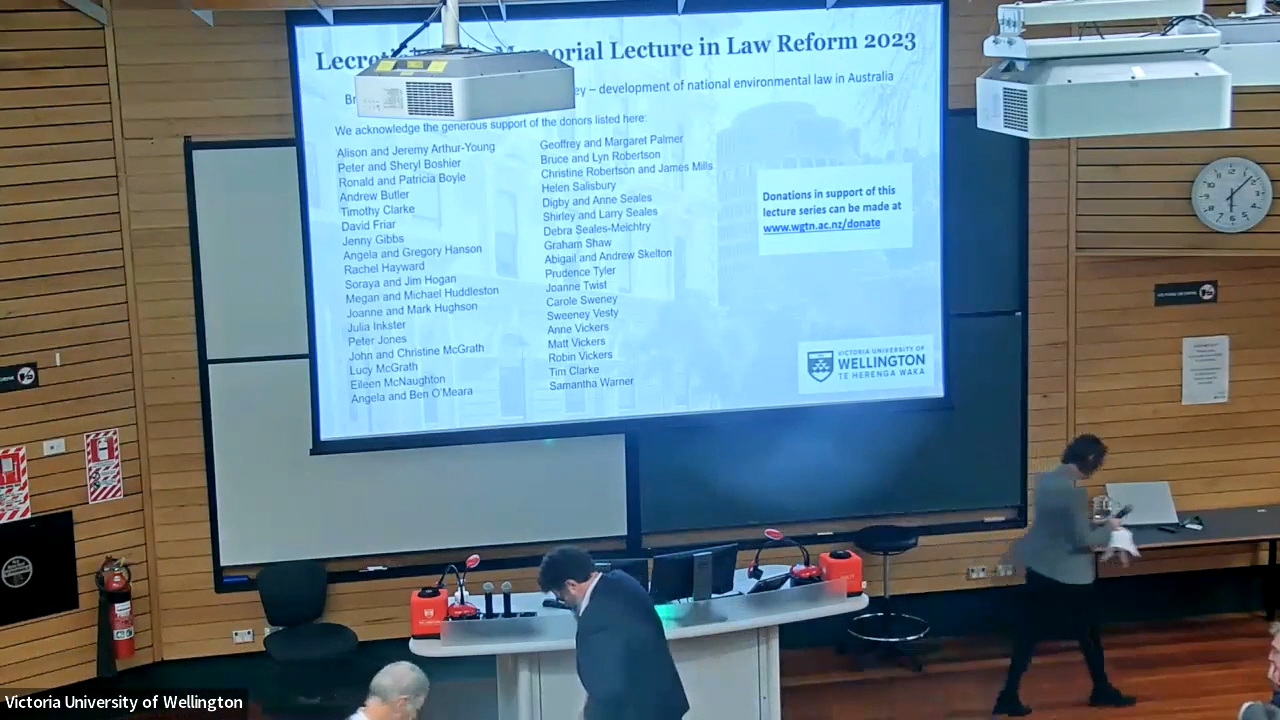 Lecre Memorial Lecture in Law Reform 2023
ey – development of national environmental law in Australia
We acknowledge the generous support of the donors listed here:
Alison and Jeremy Arthur-Young
Peter and Sheryl Boshier
Ronald and Patricia Boyle
Andrew Butler
Timothy Clarke
David Friar
Jenny Gibbs
Angela and Gregory Hanson
Rachel Hayward
Soraya and Jim Hogan
Megan and Michael Huddleston
Joanne and Mark Hughson
Julia Inkster
Peter Jones
John and Christine McGrath
Lucy McGrath
Eileen McNaughton
Angela and Ben O'Meara
Geoffrey and Margaret Palmer
Bruce and Lyn Robertson
Christine Robertson and James Mills
Helen Salisbury
Digby and Anne Seales
Shirley and Larry Seales
Debra Seales-Meichtry
Graham Shaw
Abigail and Andrew Skelton
Prudence Tyler
Joanne Twist
Carole Sweney
Sweeney Vesty
Anne Vickers
Matt Vickers
Robin Vickers
Tim Clarke
Samantha Warner
Donations in support of this
lecture series can be made at
www.wgtn.ac.nz/donate
VICTORIA UNIVERSITY OF
WELLINGTON
TE HERENGA WAKA
Victoria University of Wellington